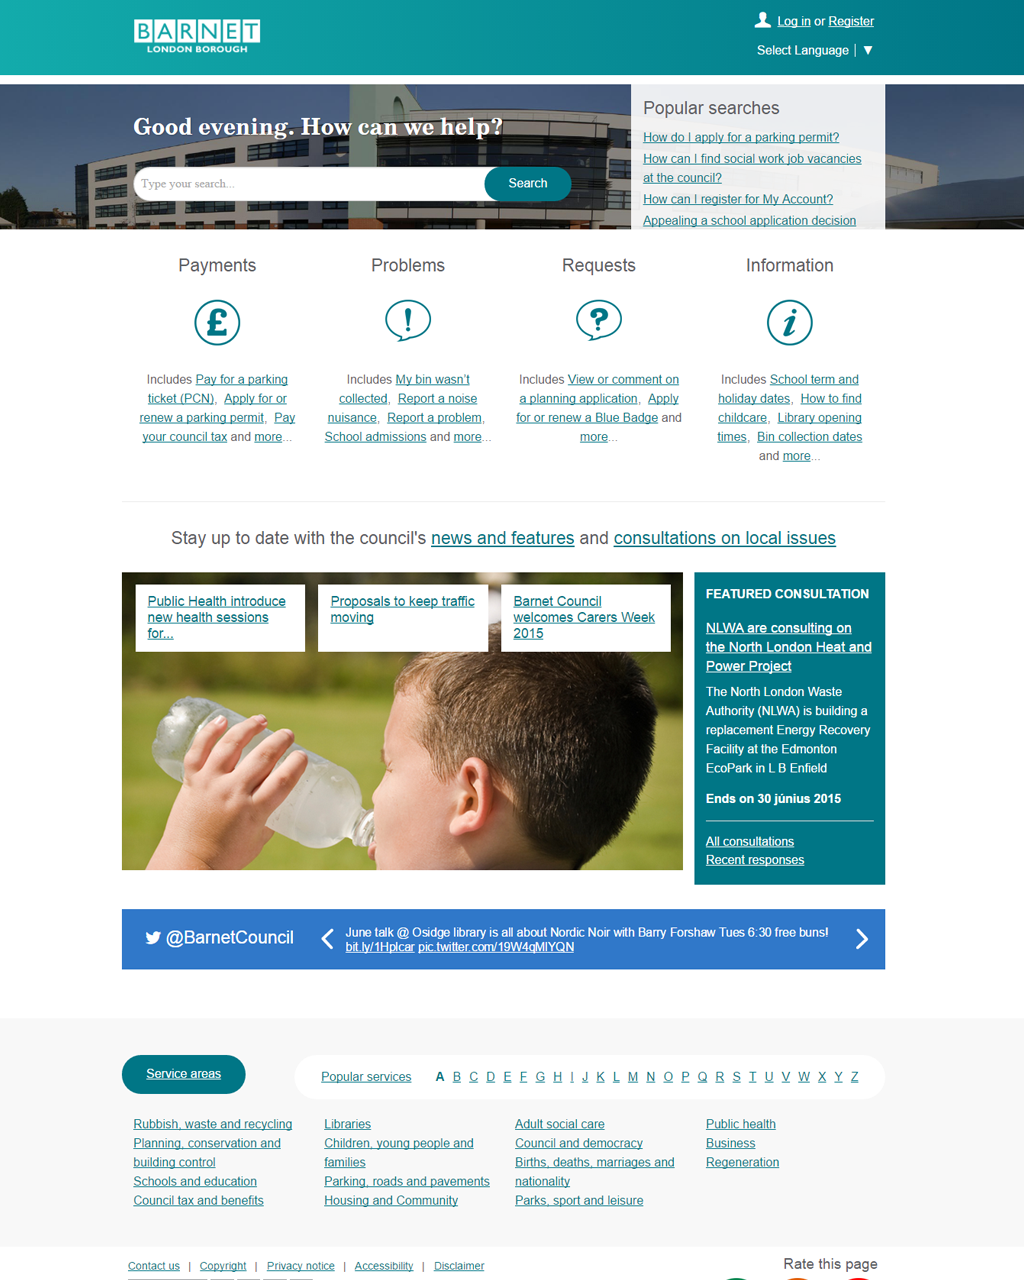 BARNET
LONDON BOROUGH
Log in or Register
Select Language | ▼
Good evening. How can we help?
Type your search...
Search
Popular searches
How do I apply for a parking permit?
How can I find social work job vacancies
at the council?
How can I register for My Account?
Appealing a school application decision
Payments
Includes Pay for a parking
ticket (PCN), Apply for or
renew a parking permit, Pay
your council tax and more...
Problems
Includes My bin wasn't
collected, Report a noise
nuisance, Report a problem,
School admissions and more...
Requests
Includes View or comment on
a planning application, Apply
for or renew a Blue Badge and
more...
Information
Includes School term and
holiday dates, How to find
childcare, Library opening
times, Bin collection dates
and more...
Stay up to date with the council's news and features and consultations on local issues
Public Health introduce
new health sessions
for...
Proposals to keep traffic
moving
Barnet Council
welcomes Carers Week
2015
FEATURED CONSULTATION
NLWA are consulting on
the North London Heat and
Power Project
The North London Waste
Authority (NLWA) is building a
replacement Energy Recovery
Facility at the Edmonton
EcoPark in L B Enfield
Ends on 30 június 2015
All consultations
Recent responses
@BarnetCouncil
June talk @ Osidge library is all about Nordic Noir with Barry Forshaw Tues 6:30 free buns!
bit.ly/1Hplcar pic.twitter.com/19W4qMlYQN
Service areas
Popular services A B C D E F G H I J K L M N O P Q R S T U V W X Y Z
Rubbish, waste and recycling
Planning, conservation and
building control
Schools and education
Council tax and benefits
Libraries
Children, young people and
families
Parking, roads and pavements
Housing and Community
Adult social care
Council and democracy
Births, deaths, marriages and
nationality
Parks, sport and leisure
Public health
Business
Regeneration
Contact us | Copyright | Privacy notice | Accessibility | Disclaimer
Rate this page